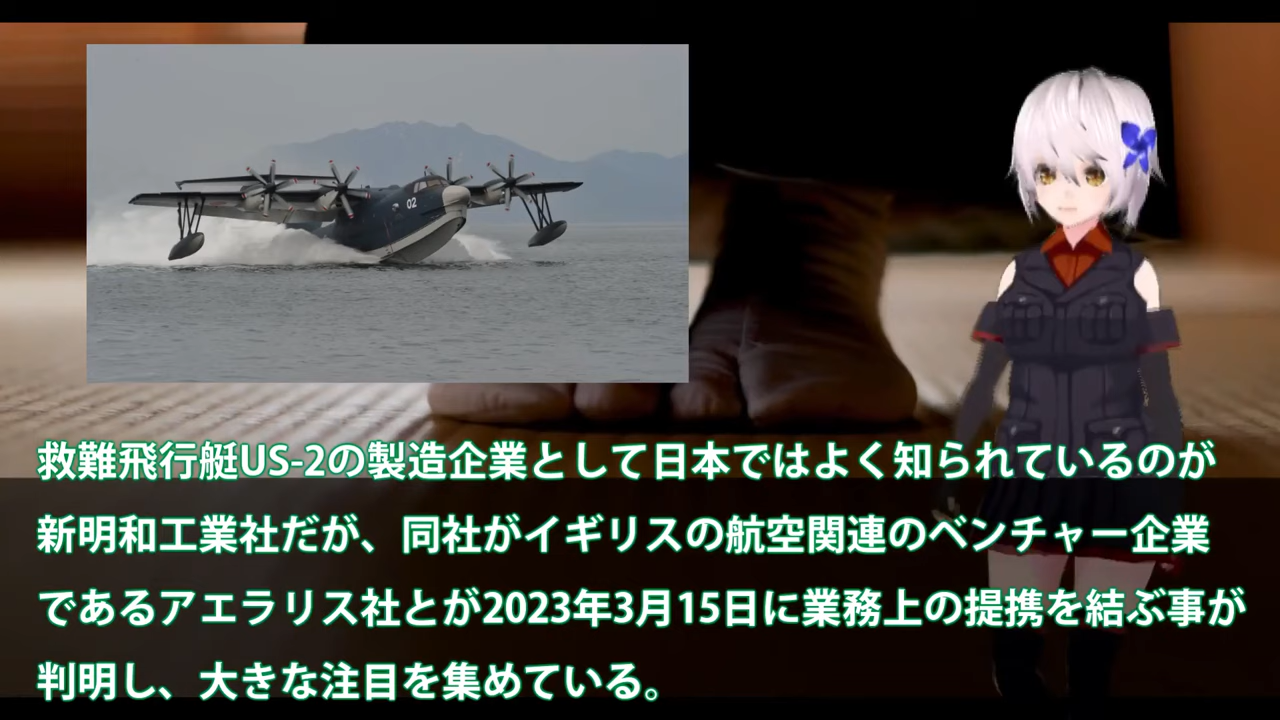 02
救難飛行艇US-2の製造企業として日本ではよく知られているのが
新明和工業社だが、同社がイギリスの航空関連のベンチャー企業
であるアエラリス社とが2023年3月15日に業務上の提携を結ぶ事が
判明し、大きな注目を集めている。